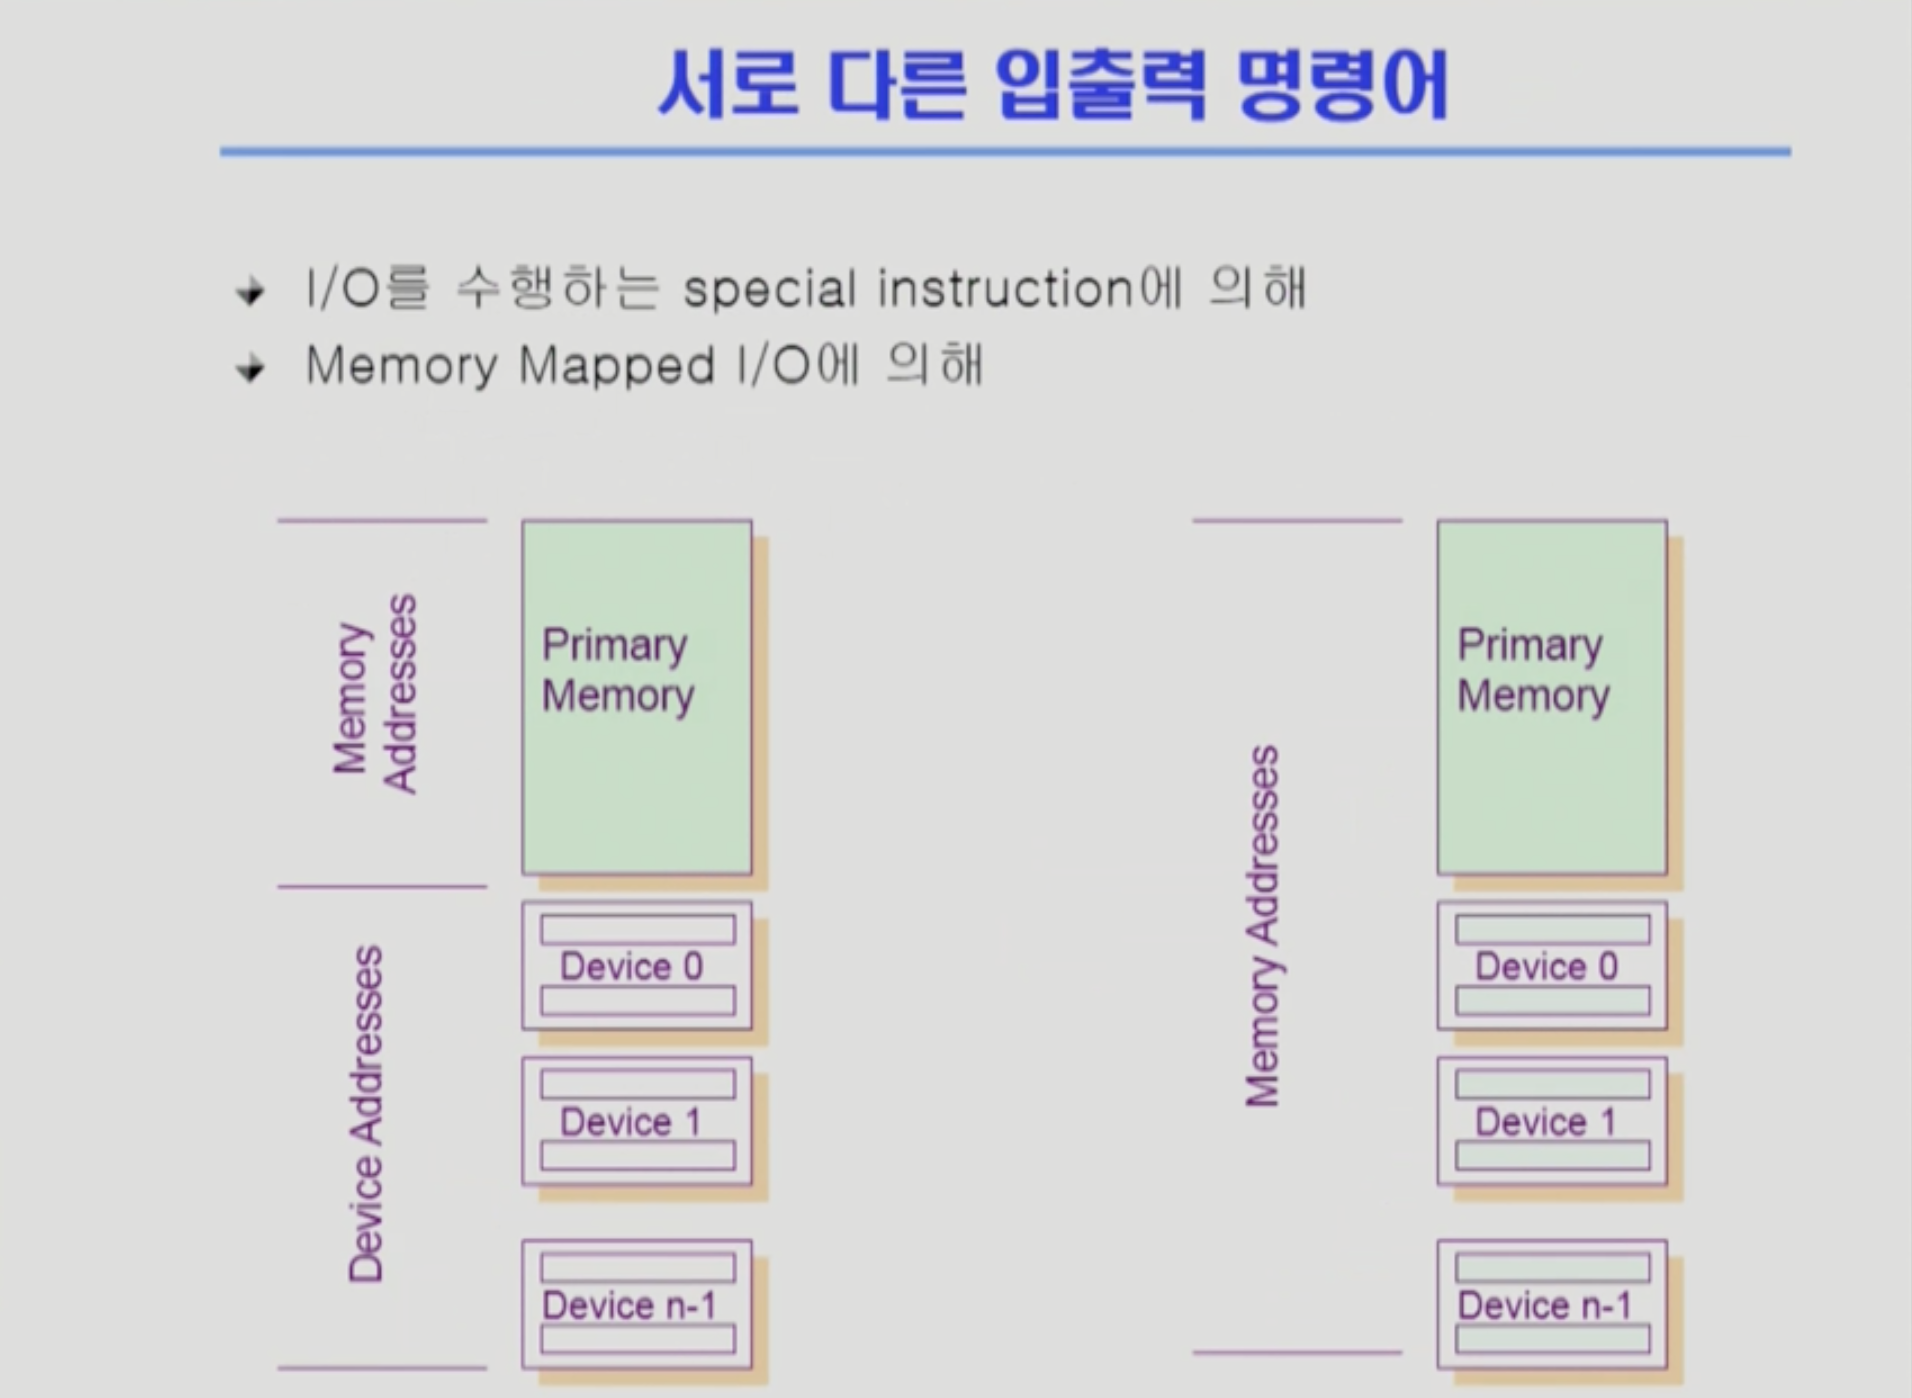 서로 다른 입출력 명령어
I/O를 수행하는 special instruction에 의해
Memory Mapped I/O에 의해
Memory
Addresses
Primary
Memory
Device Addresses
Device 0
Device 1
Device n-1
Memory Addresses
Primary
Memory
Device 0
Device 1
Device n-1